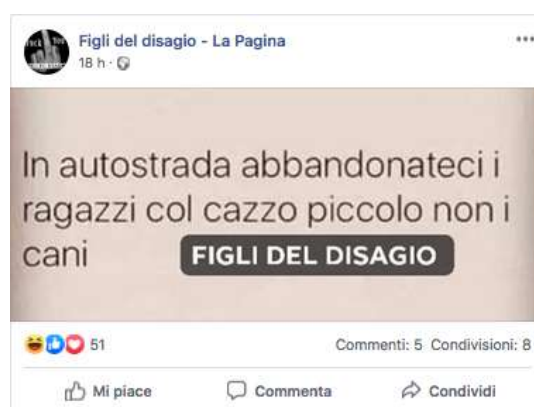 Figli del disagio - La Pagina
18 h ·
In autostrada abbandonateci i
ragazzi col cazzo piccolo non i
cani
FIGLI DEL DISAGIO
51
Commenti: 5 Condivisioni: 8
Mi piace
Commenta
Condividi